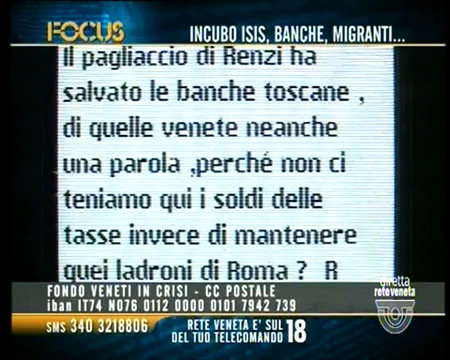 FOCUS
INCUBO ISIS, BANCHE, MIGRANTI...
Il pagliaccio di Renzi ha
salvato le banche toscane ,
di quelle venete neanche
una parola ,perché non ci
teniamo qui i soldi delle
tasse invece di mantenere
quei ladroni di Roma ? R
FONDO VENETI IN CRISI - CC POSTALE
iban IT74 N076 0112 0000 0101 7942 739
diretta
reteveneta
SMS 340 3218806
RETE VENETA E' SUL 18
DEL TUO TELECOMANDO